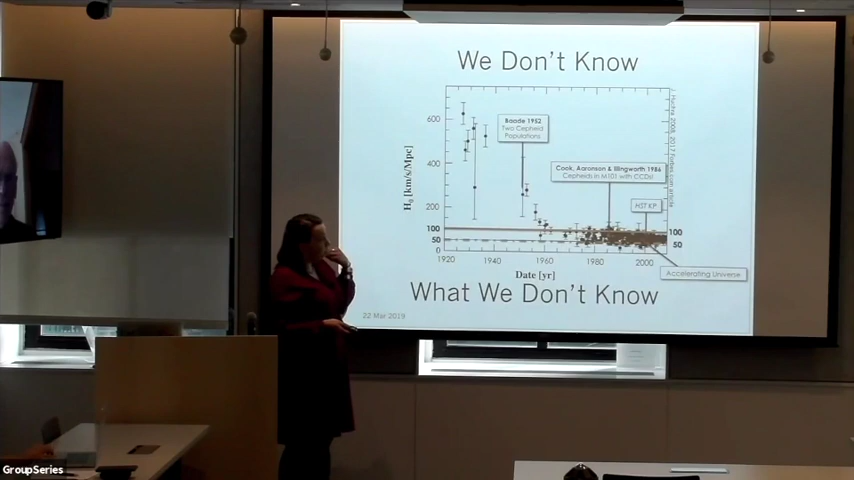 We Don't Know
600
400
200
100
50
0
H₀ [km/s/Mpc]
Baade 1952
Two Cepheid
Populations
Cook, Aaronson & Illingworth 1986
Cepheids in M101 with CCDs!
HST KP
100
50
1920
1940
1960
1980
2000
Accelerating Universe
Date [yr]
What We Don't Know
22 Mar 2019
GroupSeries